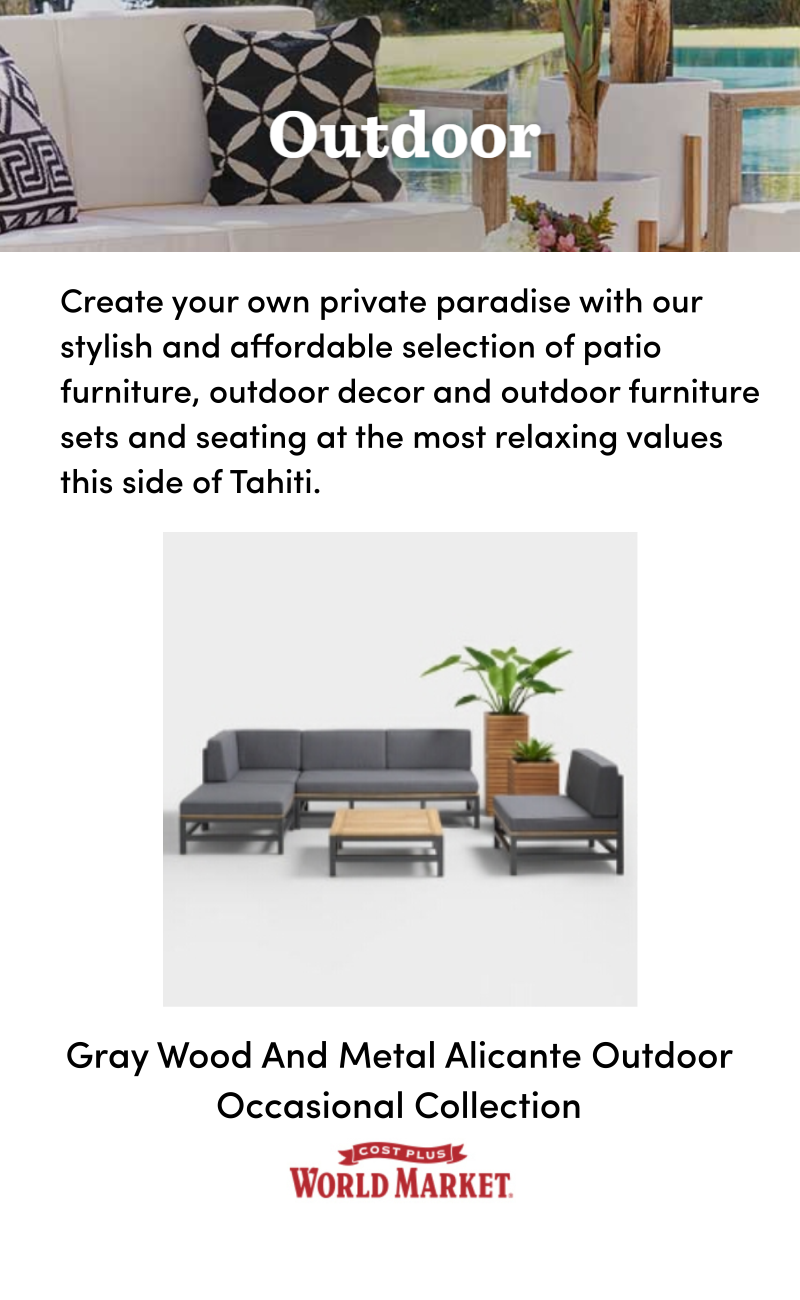 Outdoor
Create your own private paradise with our
stylish and affordable selection of patio
furniture, outdoor decor and outdoor furniture
sets and seating at the most relaxing values
this side of Tahiti.
Gray Wood And Metal Alicante Outdoor
Occasional Collection
COST PLUS
WORLD MARKET.